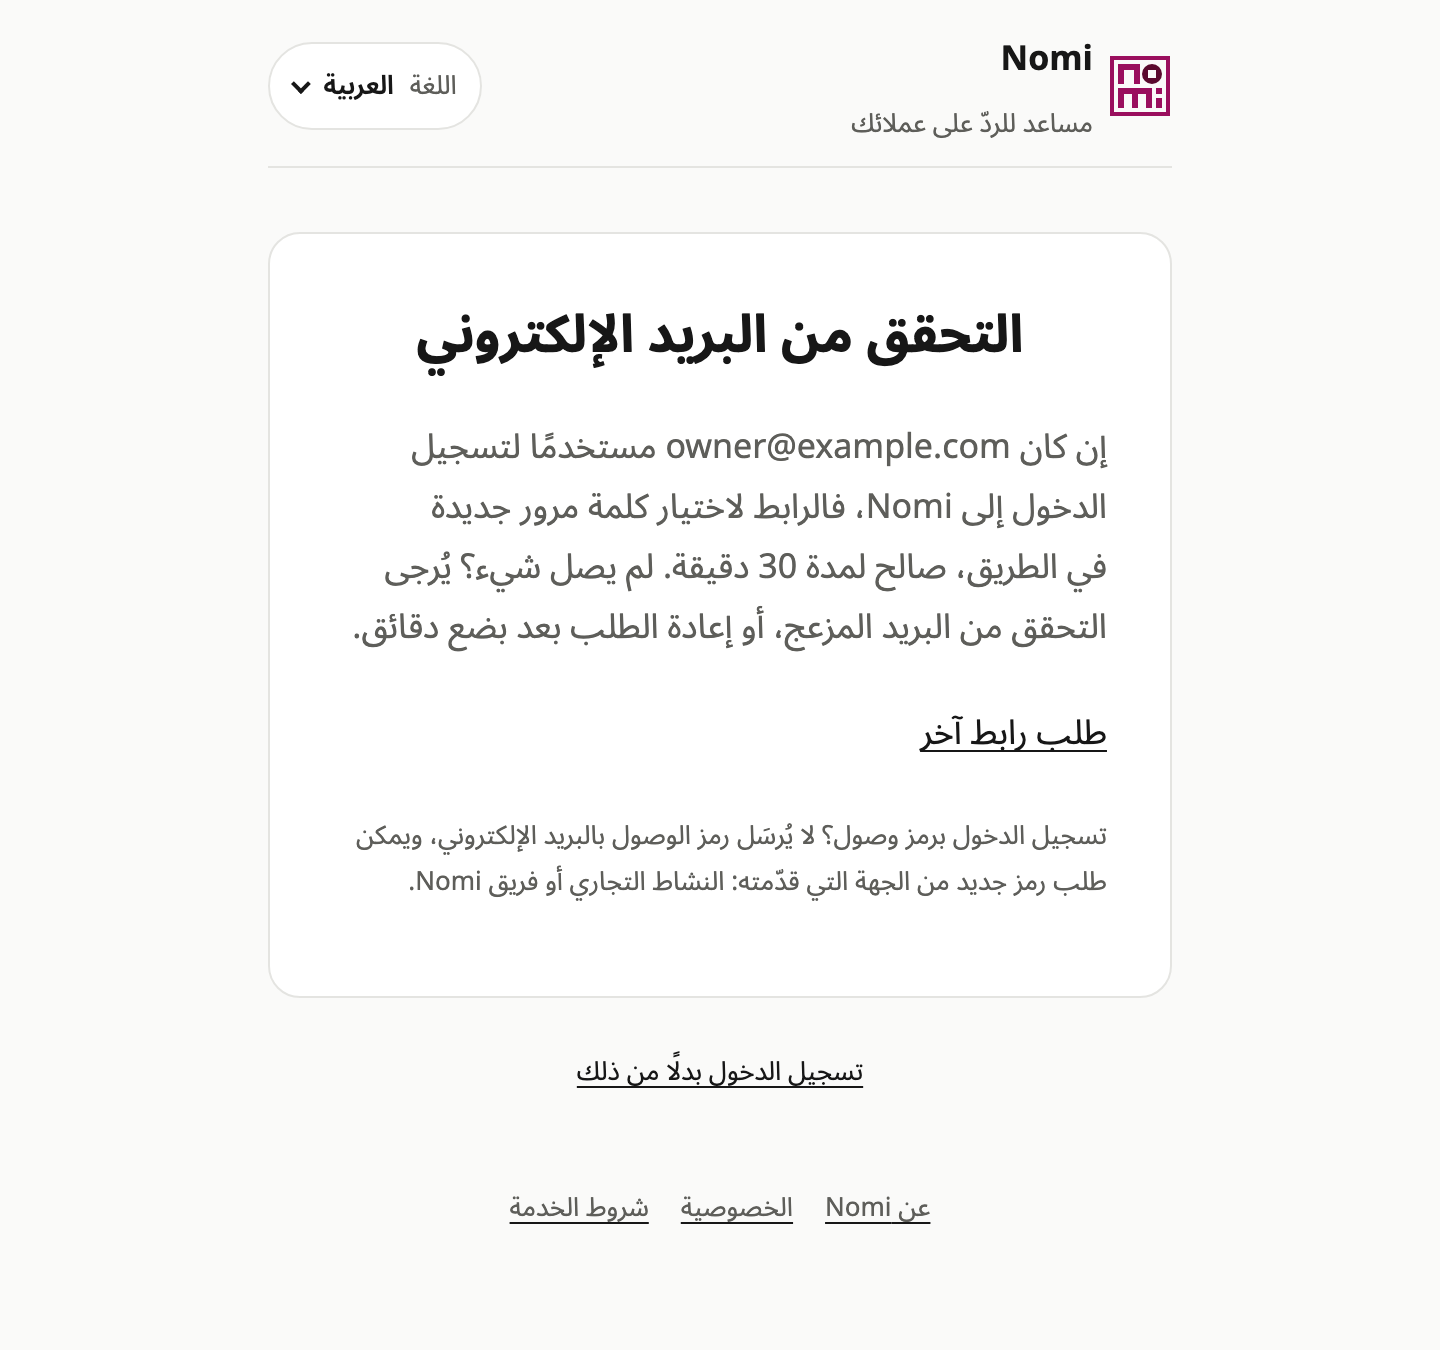 Nomi
مساعد للردّ على عملائك
اللغة العربية
التحقق من البريد الإلكتروني
إن كان owner@example.com مستخدمًا لتسجيل
الدخول إلى Nomi، فالرابط لاختيار كلمة مرور جديدة
في الطريق، صالح لمدة 30 دقيقة. لم يصل شيء؟ يُرجى
التحقق من البريد المزعج، أو إعادة الطلب بعد بضع دقائق.
طلب رابط آخر
تسجيل الدخول برمز وصول؟ لا يُرسَل رمز الوصول بالبريد الإلكتروني، ويمكن
طلب رمز جديد من الجهة التي قدّمته: النشاط التجاري أو فريق Nomi.
تسجيل الدخول بدلًا من ذلك
عن Nomi الخصوصية شروط الخدمة